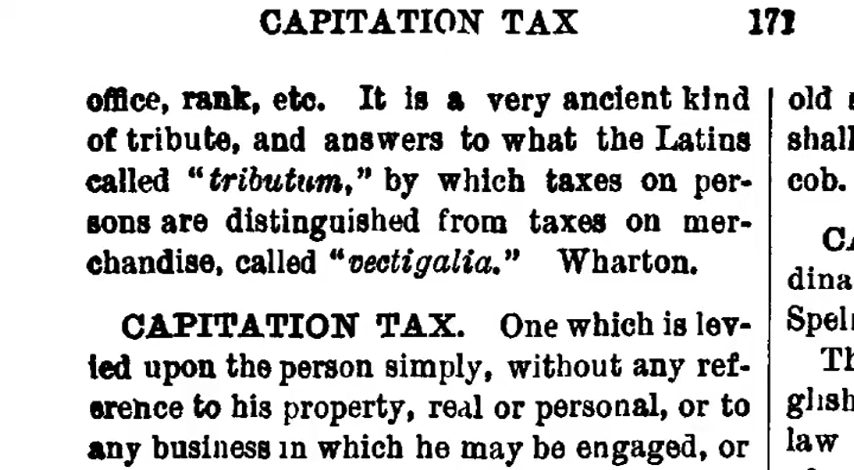 CAPITATION TAX 171
office, rank, etc. It is a very ancient kind
of tribute, and answers to what the Latins
called "tributum," by which taxes on per-
sons are distinguished from taxes on mer-
chandise, called "vectigalia." Wharton.
CAPITATION TAX. One which is lev-
ied upon the person simply, without any ref-
erence to his property, real or personal, or to
any business in which he may be engaged, or
old
shall
cob.
dina
law